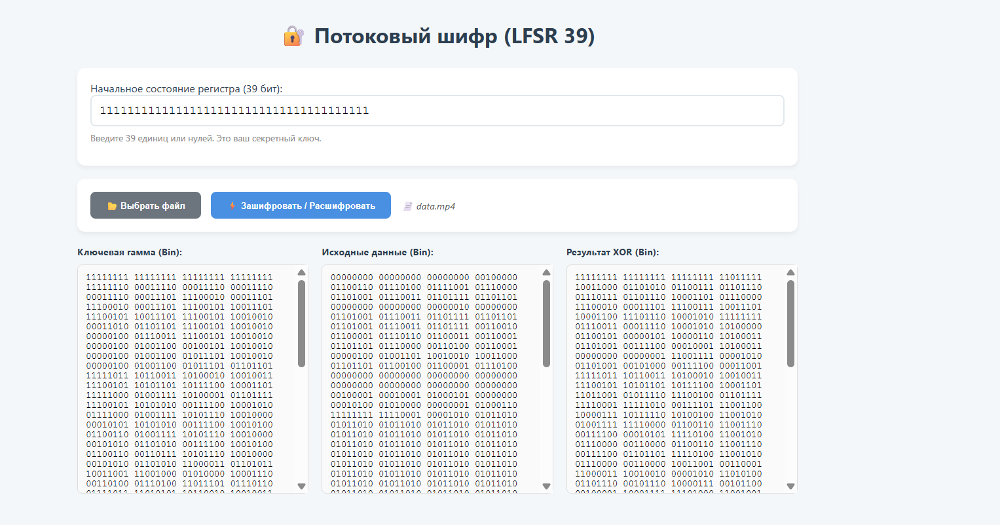 Потоковый шифр (LFSR 39)
Начальное состояние регистра (39 бит):
111111111111111111111111111111111111111
Введите 39 единиц или нулей. Это ваш секретный ключ.
Выбрать файл
Зашифровать / Расшифровать
data.mp4
Ключевая гамма (Bin):
11111111 11111111 11111111 11111111
11111110 00011110 00011110 00011110
00011110 00011101 11100010 00011101
11100010 00011101 11100101 10011101
11100101 10011101 11100101 10010010
00011010 01101101 11100101 10010010
00000100 01110011 11100101 10010010
00000100 01001100 00100101 10010010
00000100 01001100 01011101 10010010
00000100 01001100 01011101 01101101
11111011 10110011 10100010 10010011
11100101 10101101 10111100 10001101
11111000 01001111 10100001 01101111
11100101 10101010 00111100 10001010
01111000 01001111 10101110 10010000
00010101 10101010 00111100 10010100
01100110 01001111 10101110 10010000
00101010 01101010 00111100 10010100
01100110 00110111 10101110 10010000
00101010 01101010 11000011 01101011
10011001 11001000 01010000 10001110
00110100 01110100 11011101 01110110
01111011 11010101 10110010 10010011
Исходные данные (Bin):
00000000 00000000 00000000 00100000
01100110 01110100 01111001 01110000
01101001 01110011 01101111 01101101
00000000 00000000 00000010 00000000
01101001 01110011 01101111 01101101
01101001 01110011 01101111 00110010
01100001 01110110 01100011 00110001
01101101 01110000 00110100 00110001
00000100 01001101 10010010 10011000
01101101 01100100 01100001 01110100
00000000 00000000 00000000 00000000
00000000 00000000 00000000 00000000
00100001 00010001 01000101 00000000
00010100 01010000 00000001 01000110
11111111 11110001 00001010 01011010
01011010 01011010 01011010 01011010
01011010 01011010 01011010 01011010
01011010 01011010 01011010 01011010
01011010 01011010 01011010 01011010
01011010 01011010 01011010 01011010
01011010 01011010 01011010 01011010
01011010 01011010 01011010 01011010
01011010 01011010 01011010 01011010
Результат XOR (Bin):
11111111 11111111 11111111 11011111
10011000 01101010 01100111 01101110
01110111 01101110 10001101 01110000
11100010 00011101 11100111 10011101
10001100 11101110 10001010 11111111
01110011 00011110 10001010 10100000
01100101 00000101 10000110 10100011
01101001 00111100 00010001 10100011
00000000 00000001 11001111 00001010
01101001 00101000 00111100 00011001
11111011 10110011 10100010 10010011
11100101 10101101 10111100 10001101
11011001 01011110 11100100 01101111
11110001 11111010 00111101 11001100
10000111 10111110 10100100 11001010
01001111 11110000 01100110 11001110
00111100 00010101 11110100 11001010
01110000 00110000 01100110 11001110
00111100 01101101 11110100 11001010
01110000 00110000 10011001 00110001
11000011 10010010 00001010 11010100
01101110 00101110 10000111 00101100
00100001 10001111 11101000 11001001